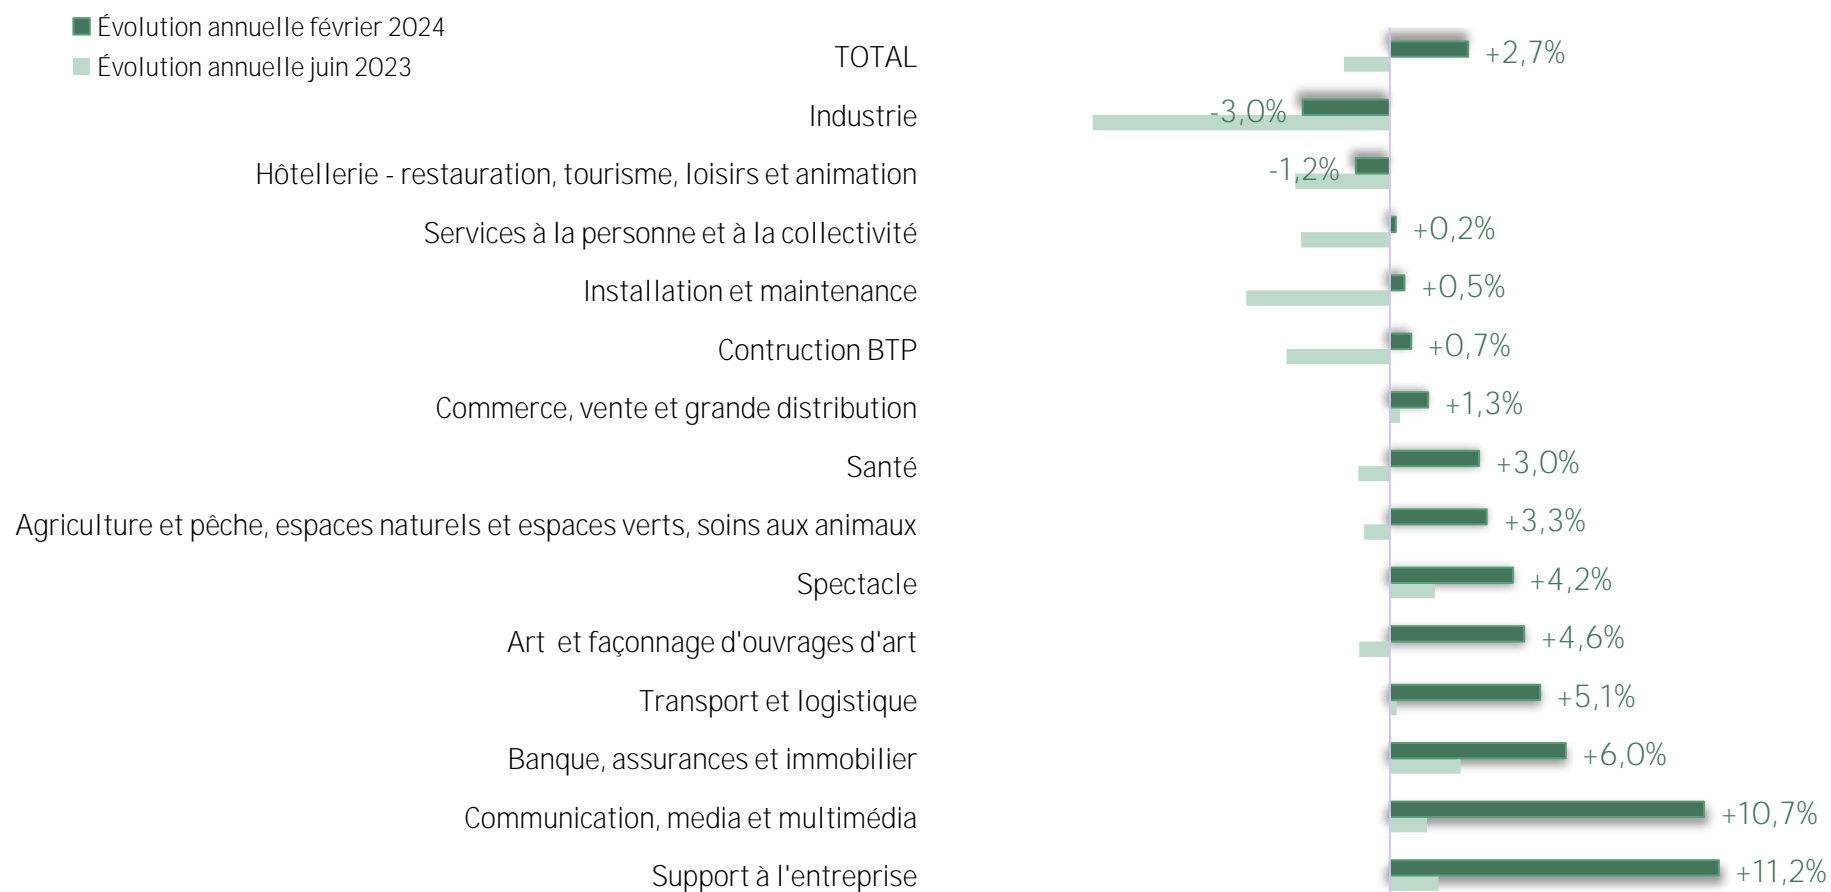 Évolution annuelle février 2024
Évolution annuelle juin 2023
TOTAL
+2,7%
Industrie
-3,0%
Hôtellerie - restauration, tourisme, loisirs et animation
-1,2%
Services à la personne et à la collectivité
+0,2%
Installation et maintenance
+0,5%
Contruction BTP
+0,7%
Commerce, vente et grande distribution
+1,3%
Santé
+3,0%
Agriculture et pêche, espaces naturels et espaces verts, soins aux animaux
+3,3%
Spectacle
+4,2%
Art et façonnage d'ouvrages d'art
+4,6%
Transport et logistique
+5,1%
Banque, assurances et immobilier
+6,0%
Communication, media et multimédia
+10,7%
Support à l'entreprise
+11,2%